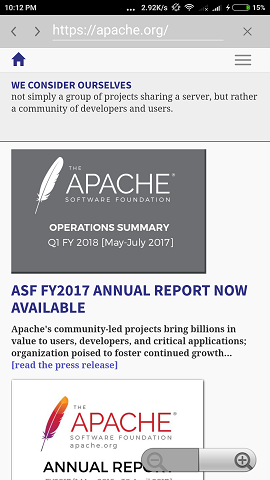 10:12 PM ... 2.92K/s 15%
https://apache.org/
WE CONSIDER OURSELVES
not simply a group of projects sharing a server, but rather
a community of developers and users.
THE
APACHE®
SOFTWARE FOUNDATION
OPERATIONS SUMMARY
Q1 FY 2018 [May-July 2017]
ASF FY2017 ANNUAL REPORT NOW
AVAILABLE
Apache's community-led projects bring billions in
value to users, developers, and critical applications;
organization poised to foster continued growth...
[read the press release]
THE
APACHE®
SOFTWARE FOUNDATION
apache.org
ANNUAL REPORT